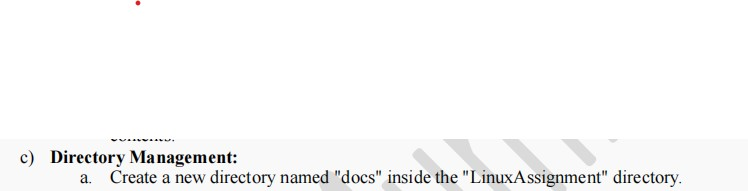 c) Directory Management:
a. Create a new directory named "docs" inside the "LinuxAssignment" directory.